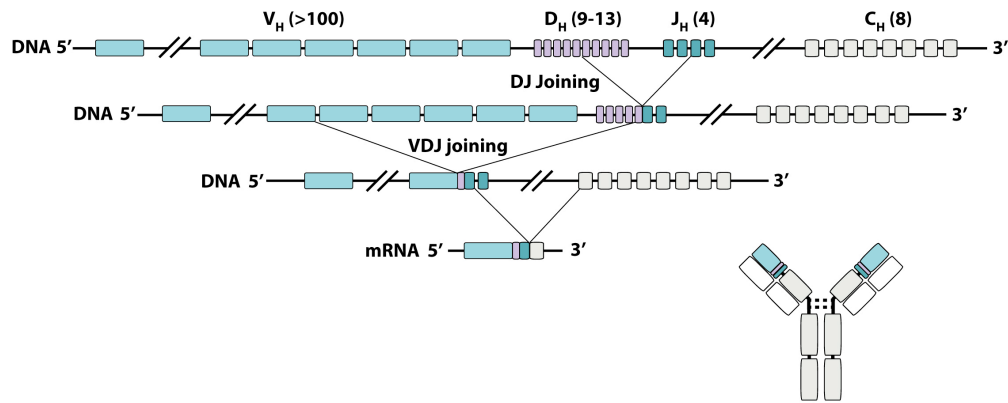 V_H (>100) D_H (9-13) J_H (4) C_H (8)
DNA 5′ 3′
DJ Joining
DNA 5′ 3′
VDJ joining
DNA 5′ 3′
mRNA 5′ 3′